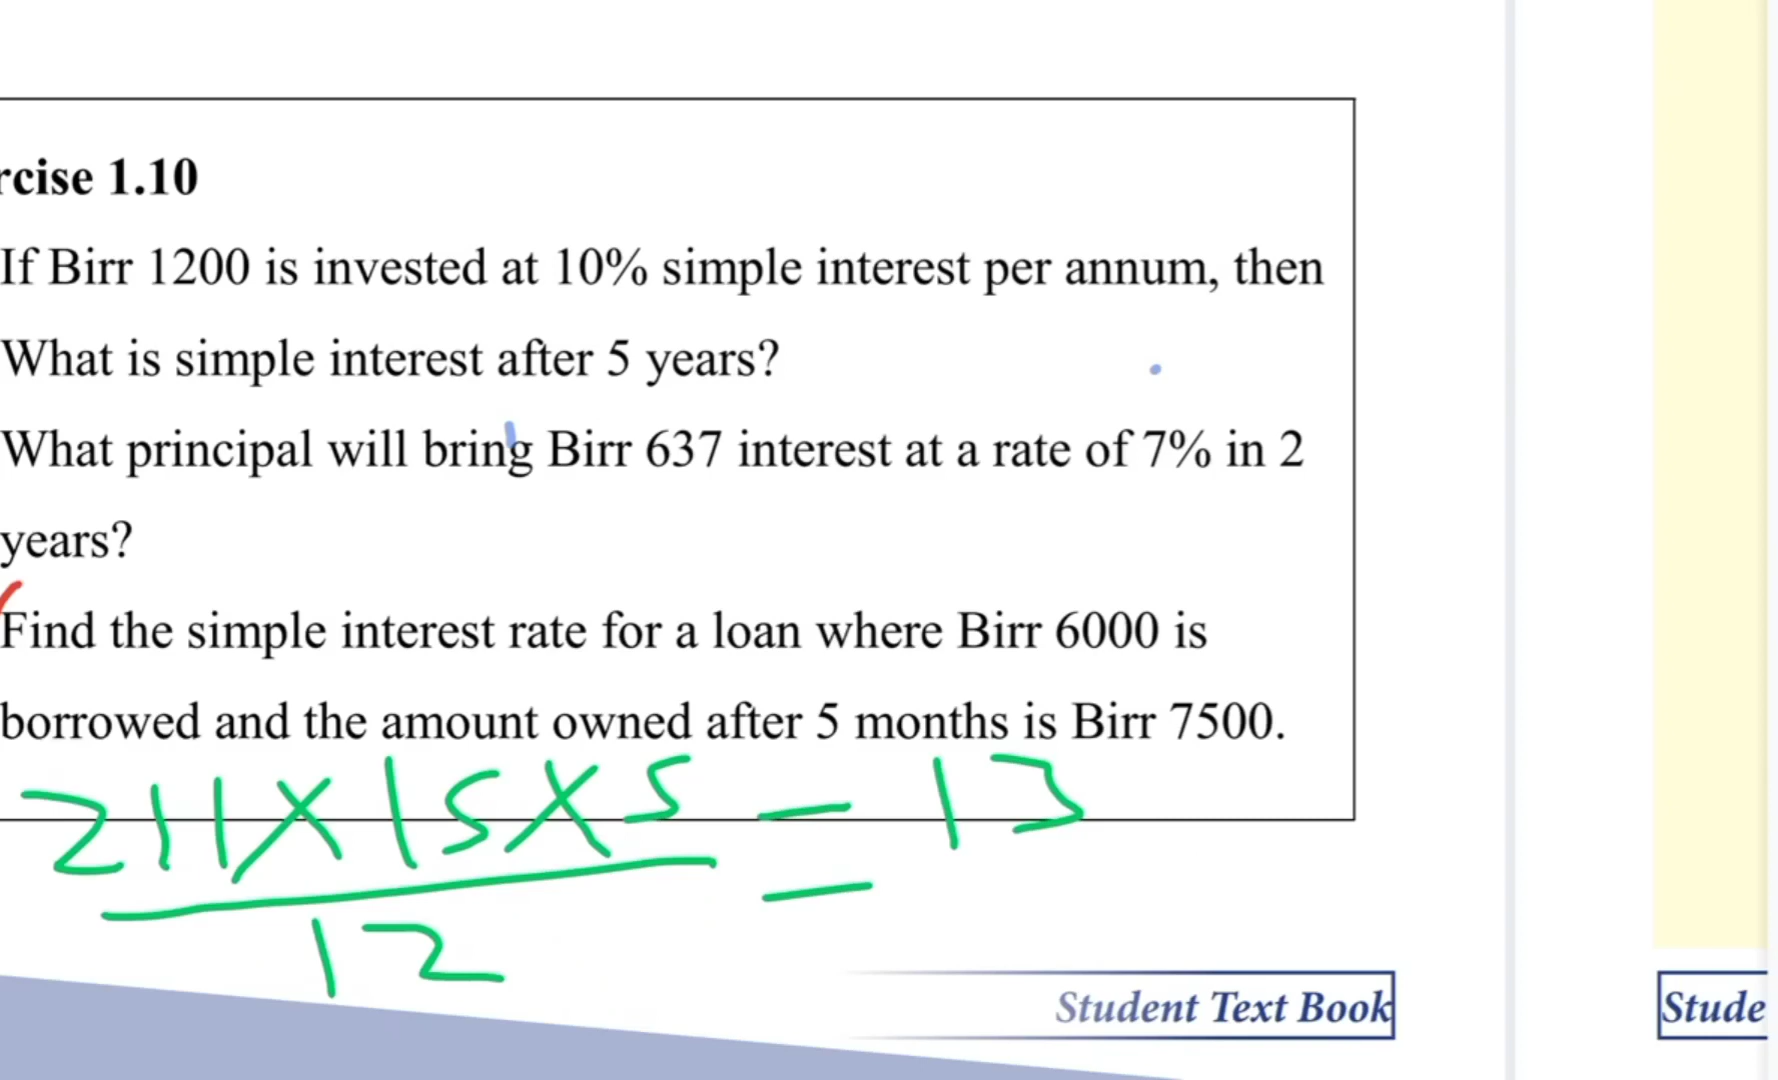 rcise 1.10
If Birr 1200 is invested at 10% simple interest per annum, then
What is simple interest after 5 years?
What principal will bring Birr 637 interest at a rate of 7% in 2
years?
Find the simple interest rate for a loan where Birr 6000 is
borrowed and the amount owned after 5 months is Birr 7500.
211×15×5
12
= 13
Student Text Book
Stude